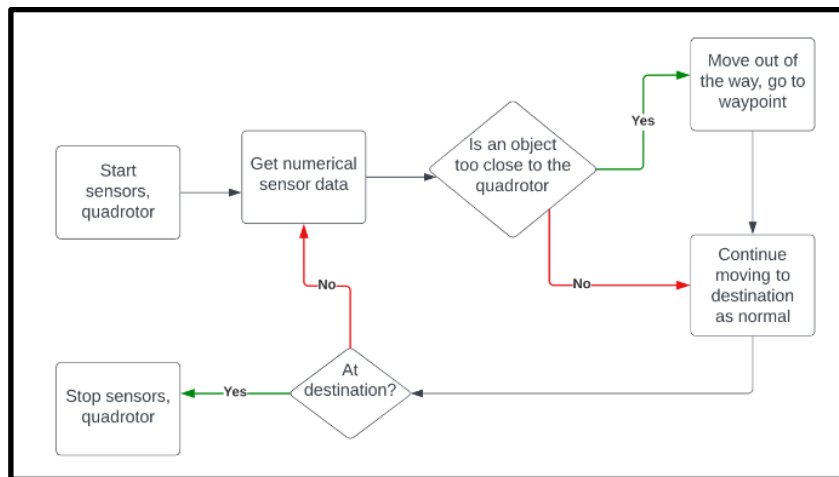 Start
sensors,
quadrotor
Get numerical
sensor data
Is an object
too close to the
quadrotor
Yes
Move out of
the way, go to
waypoint
No
Continue
moving to
destination
as normal
At
destination?
No
Yes
Stop sensors,
quadrotor